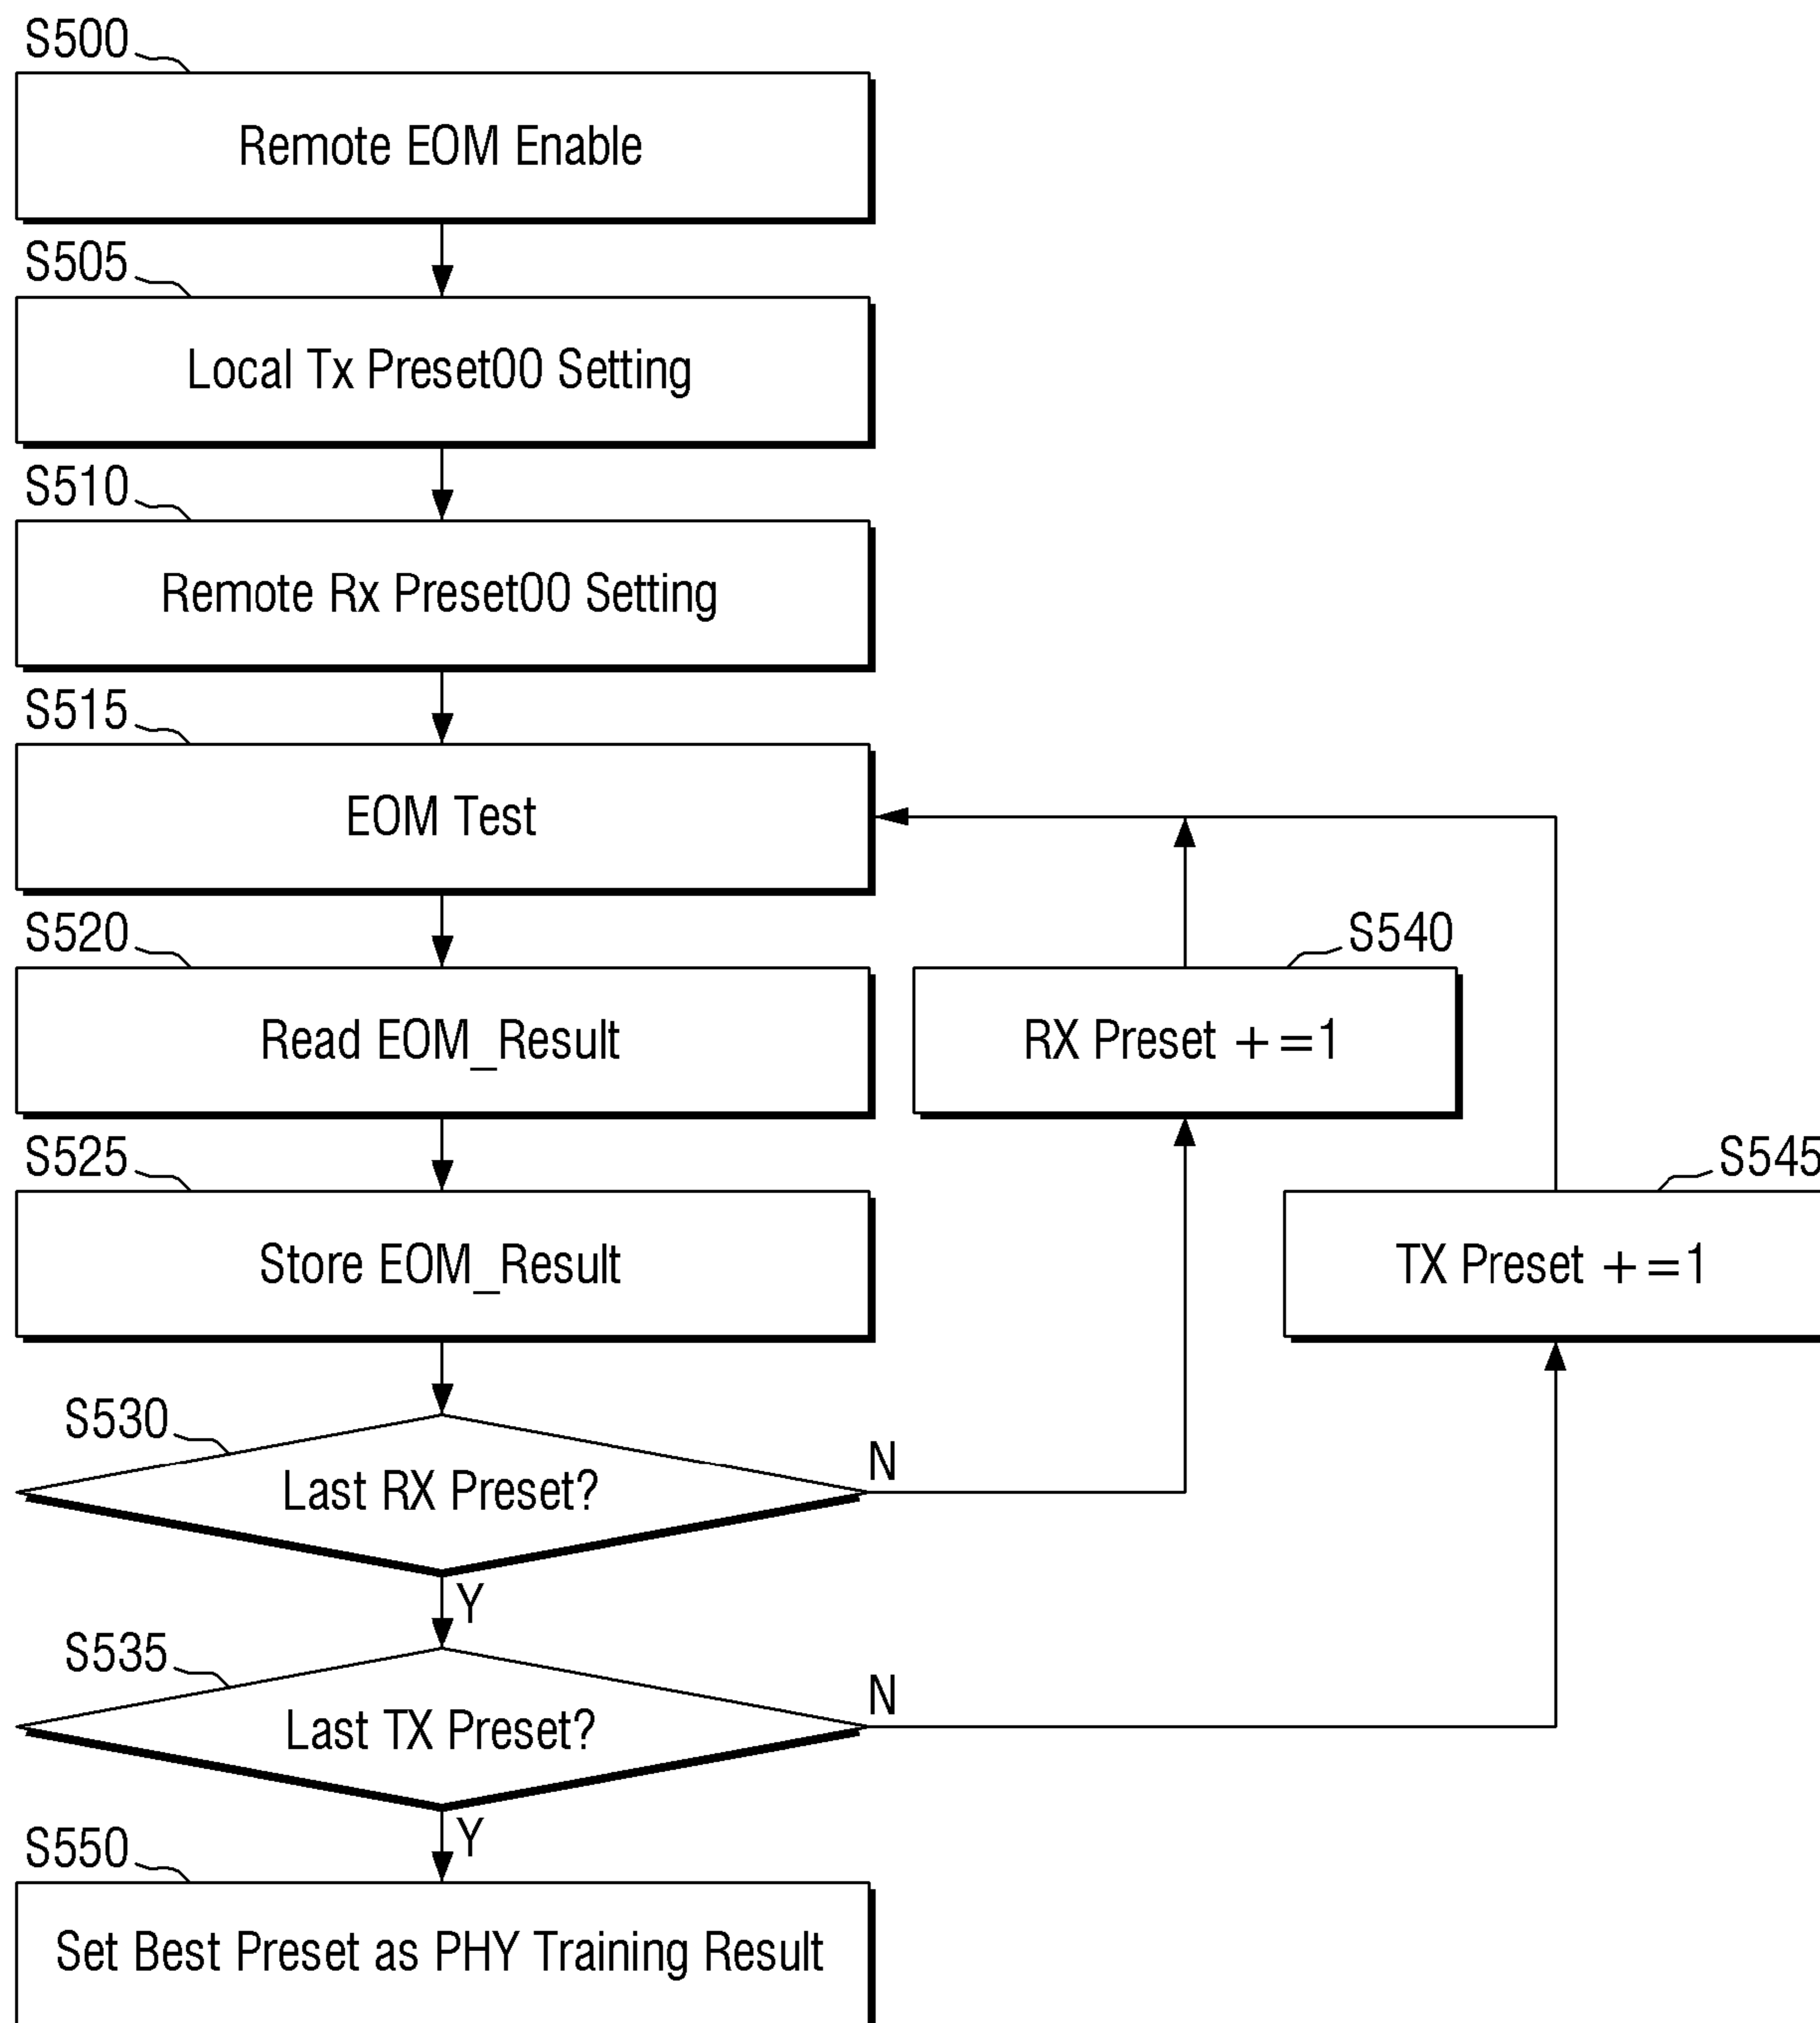 S500
Remote EOM Enable
S505
Local Tx Preset00 Setting
S510
Remote Rx Preset00 Setting
S515
EOM Test
S520
Read EOM_Result
S540
RX Preset +=1
S525
Store EOM_Result
S545
TX Preset +=1
S530
Last RX Preset?
N
Y
S535
Last TX Preset?
N
Y
S550
Set Best Preset as PHY Training Result